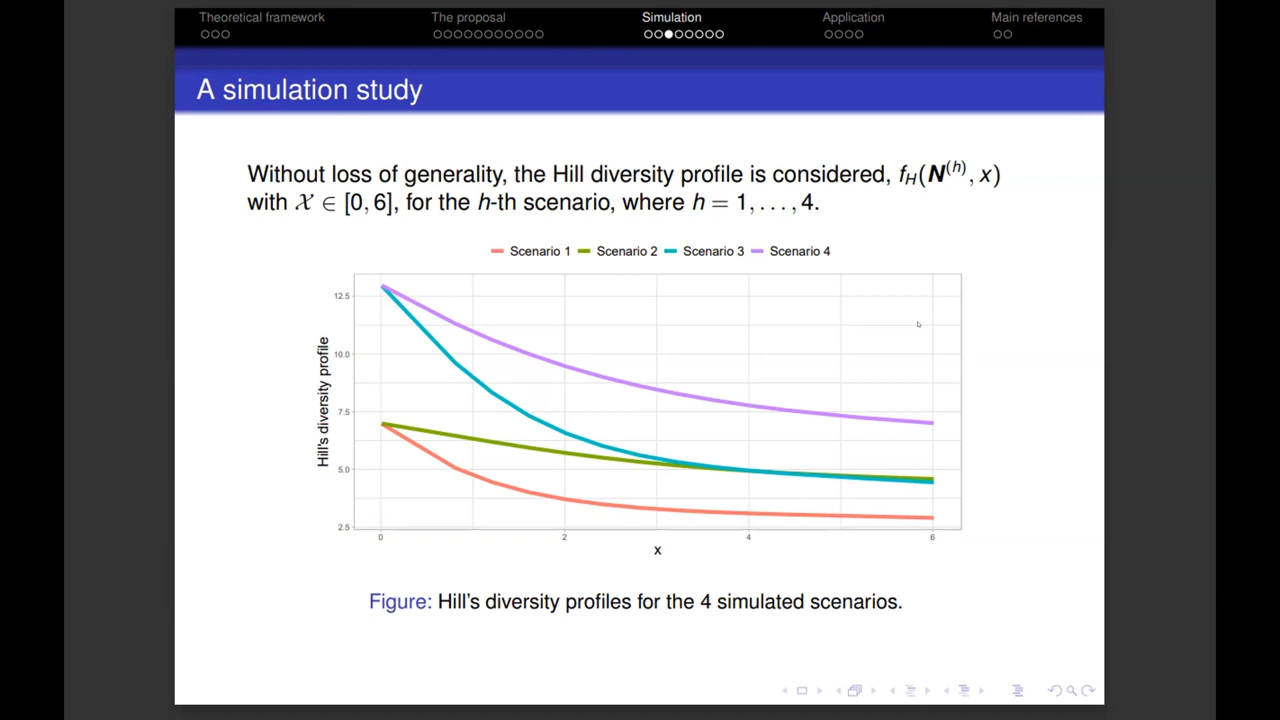 Theoretical framework The proposal Simulation Application Main references
A simulation study
Without loss of generality, the Hill diversity profile is considered, f_H(N^(h), x)
with 𝒳 ∈ [0, 6], for the h-th scenario, where h = 1, . . . , 4.
Scenario 1 Scenario 2 Scenario 3 Scenario 4
Hill's diversity profile
12.5
10.0
7.5
5.0
2.5
0 2 4 6
x
Figure: Hill's diversity profiles for the 4 simulated scenarios.